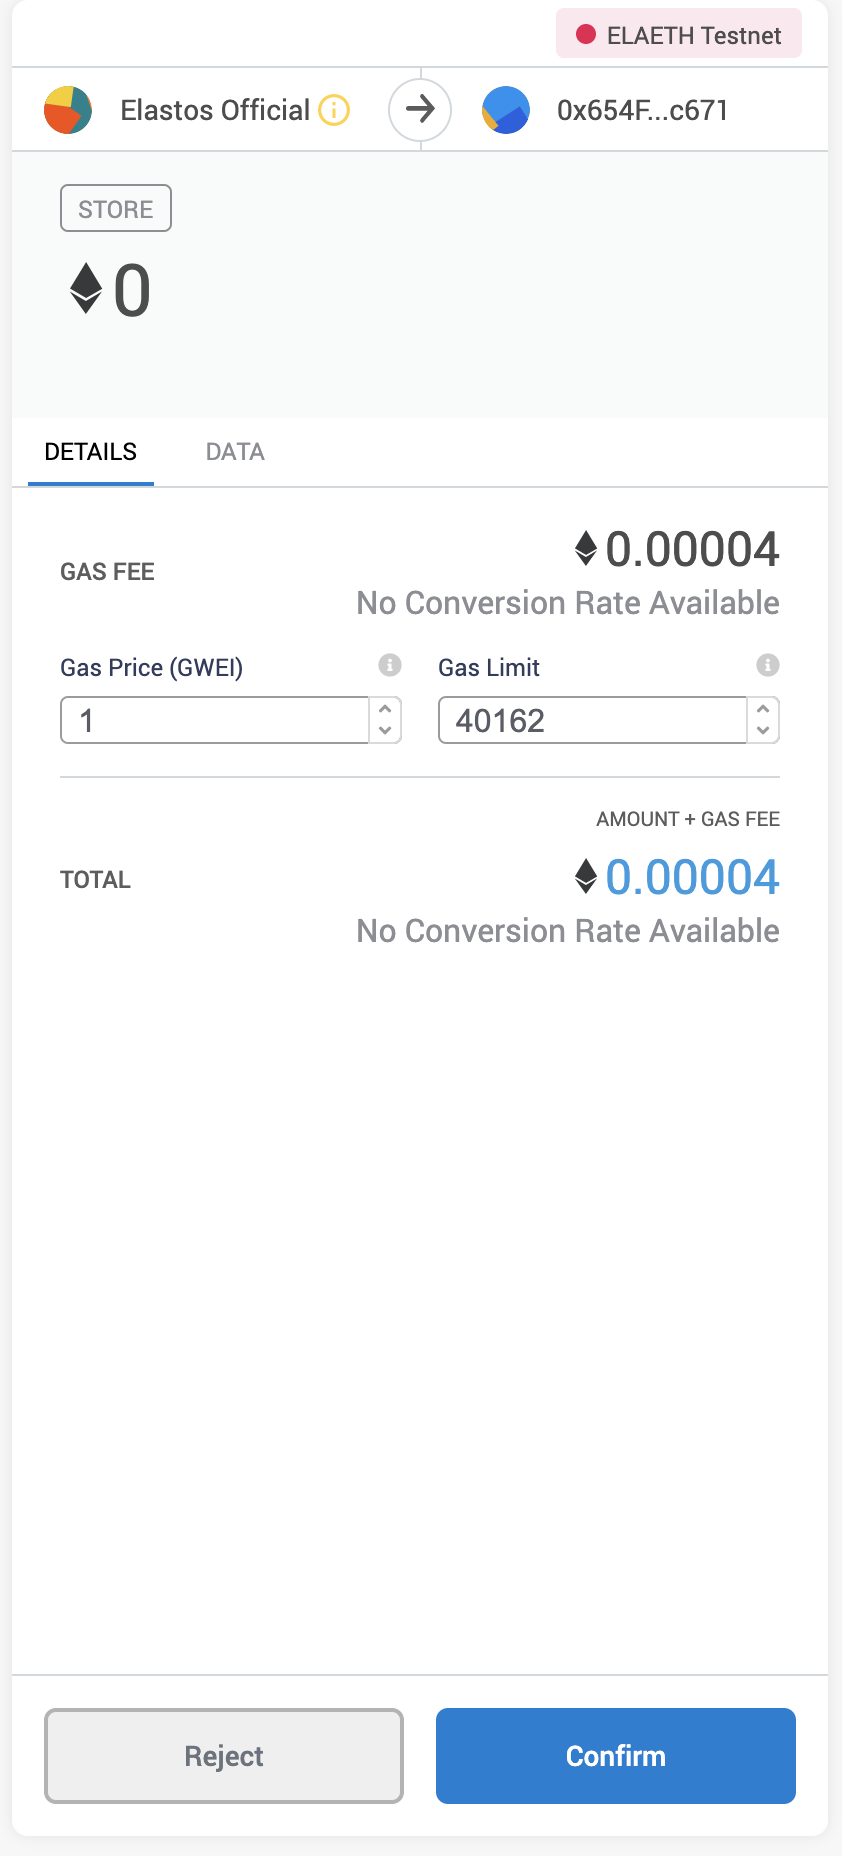 ELAETH Testnet
Elastos Official
0x654F...c671
STORE
0
DETAILS
DATA
0.00004
GAS FEE
No Conversion Rate Available
Gas Price (GWEI)
Gas Limit
1
40162
AMOUNT + GAS FEE
TOTAL
0.00004
No Conversion Rate Available
Reject
Confirm